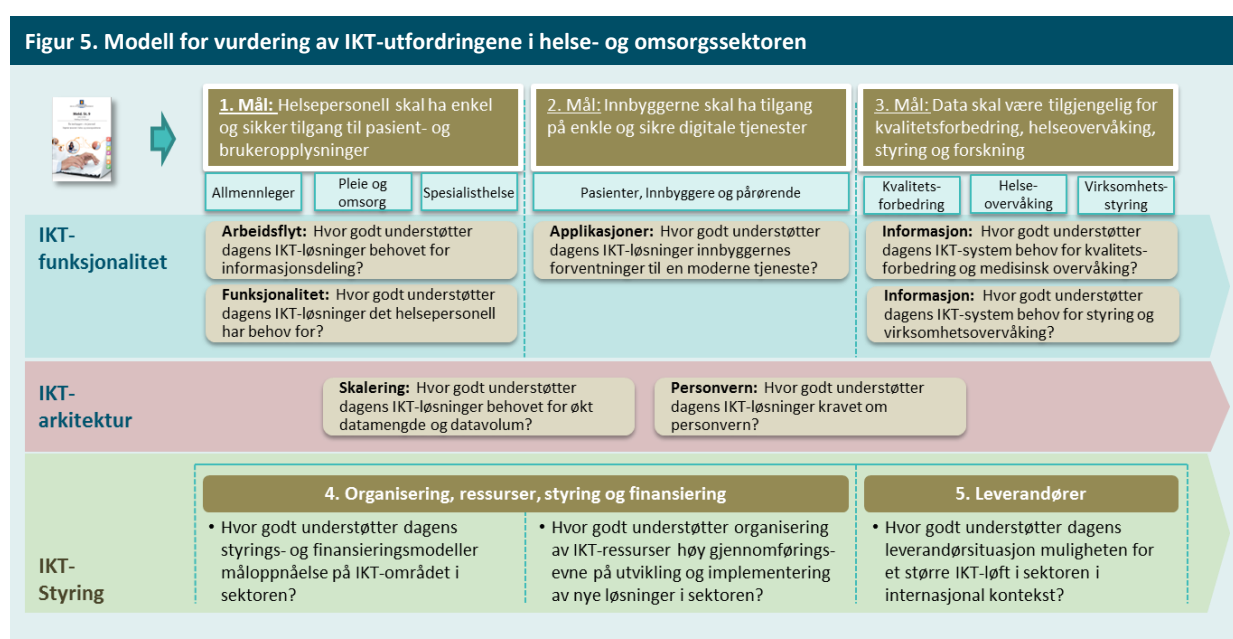 Figur 5. Modell for vurdering av IKT-utfordringene i helse- og omsorgssektoren
1. Mål: Helsepersonell skal ha enkel
og sikker tilgang til pasient- og
brukeropplysninger
2. Mål: Innbyggerne skal ha tilgang
på enkle og sikre digitale tjenester
3. Mål: Data skal være tilgjengelig for
kvalitetsforbedring, helseovervåking,
styring og forskning
Allmennleger
Pleie og
omsorg
Spesialisthelse
Pasienter, Innbyggere og pårørende
Kvalitets-
forbedring
Helse-
overvåking
Virksomhets-
styring
IKT-
funksjonalitet
Arbeidsflyt: Hvor godt understøtter
dagens IKT-løsninger behovet for
informasjonsdeling?
Funksjonalitet: Hvor godt understøtter
dagens IKT-løsninger det helsepersonell
har behov for?
Applikasjoner: Hvor godt understøtter
dagens IKT-løsninger innbyggernes
forventninger til en moderne tjeneste?
Informasjon: Hvor godt understøtter
dagens IKT-system behov for kvalitets-
forbedring og medisinsk overvåking?
Informasjon: Hvor godt understøtter
dagens IKT-system behov for styring og
virksomhetsovervåking?
IKT-
arkitektur
Skalering: Hvor godt understøtter
dagens IKT-løsninger behovet for økt
datamengde og datavolum?
Personvern: Hvor godt understøtter
dagens IKT-løsninger kravet om
personvern?
IKT-
Styring
4. Organisering, ressurser, styring og finansiering
• Hvor godt understøtter dagens
styrings- og finansieringsmodeller
måloppnåelse på IKT-området i
sektoren?
• Hvor godt understøtter organisering
av IKT-ressurser høy gjennomførings-
evne på utvikling og implementering
av nye løsninger i sektoren?
5. Leverandører
• Hvor godt understøtter dagens
leverandørsituasjon muligheten for
et større IKT-løft i sektoren i
internasjonal kontekst?